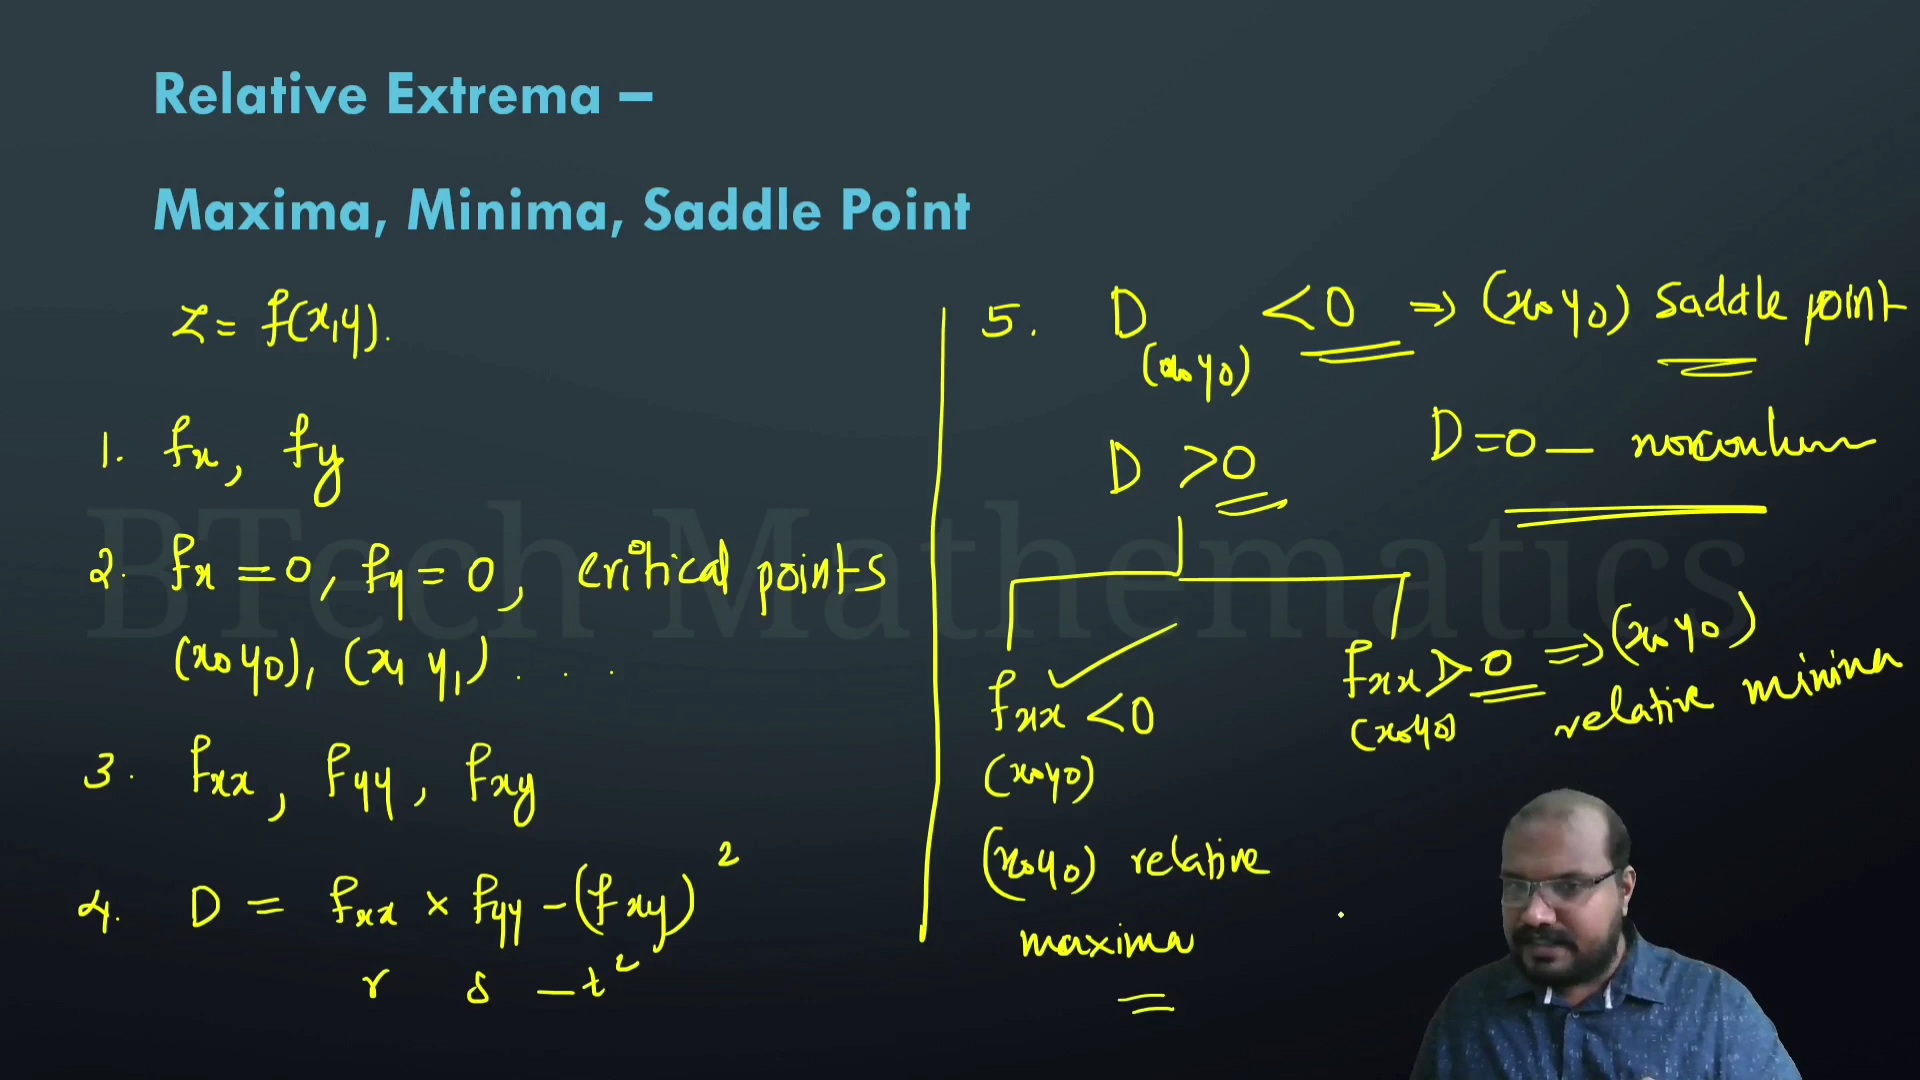 Relative Extrema –
Maxima, Minima, Saddle Point
z = f(x,y).
1. fx, fy
2. fx = 0, fy = 0, critical points
(x0 y0), (x1 y1) . . .
3. fxx, fyy, fxy
4. D = fxx × fyy - (fxy)²
r s - t²
5. D(x0 y0) < 0 ⇒ (x0 y0) saddle point
D > 0
D = 0 —
fxx < 0
(x0 y0)
(x0 y0) relative
maxima
fxx > 0 ⇒ (x0 y0)
(x0 y0) relative minima
BTech Mathematics